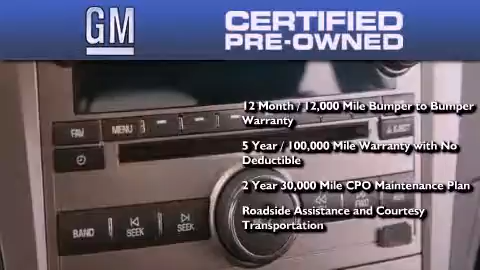 GM
CERTIFIED
PRE-OWNED
12 Month / 12,000 Mile Bumper to Bumper
Warranty
5 Year / 100,000 Mile Warranty with No
Deductible
2 Year 30,000 Mile CPO Maintenance Plan
Roadside Assistance and Courtesy
Transportation
FAV
MENU
EJECT
BAND
SEEK
SEEK